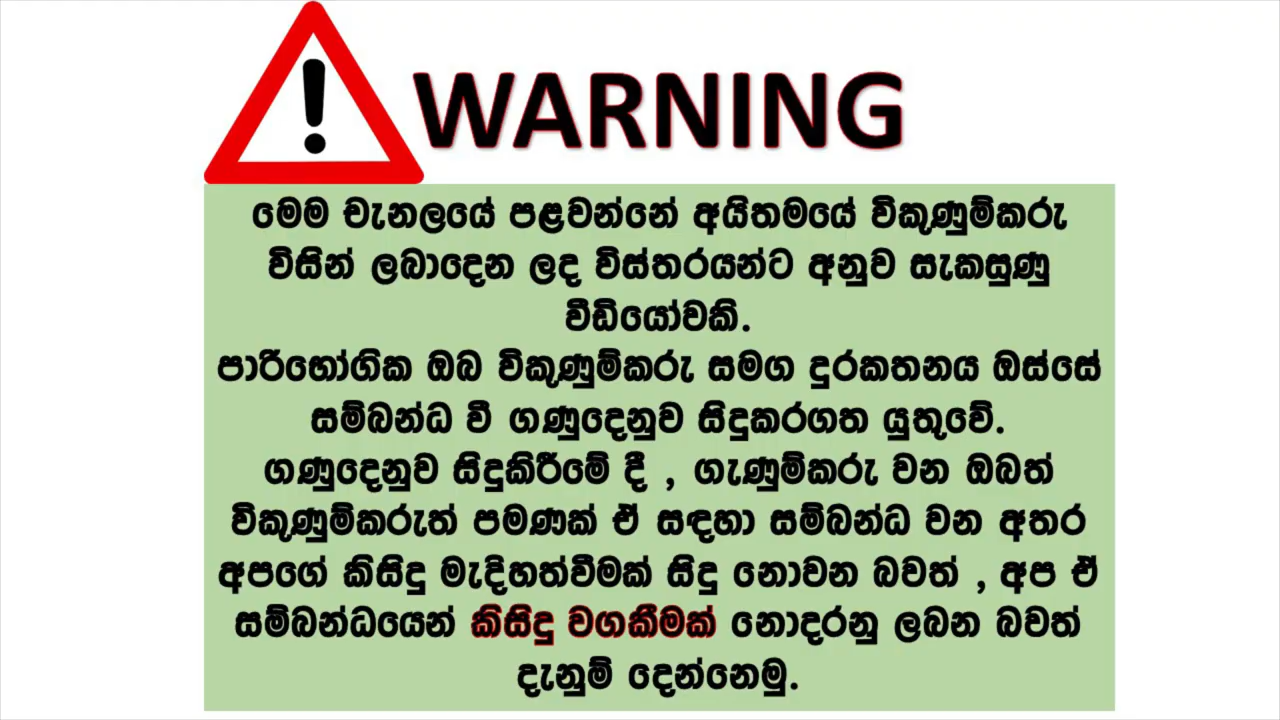 WARNING
මෙම චැනලයේ පළවන්නේ අයිතමයේ විකුණුම්කරු
විසින් ලබාදෙන ලද විස්තරයන්ට අනුව සැකසුණු
වීඩියෝවකි.
පාරිභෝගික ඔබ විකුණුම්කරු සමග දුරකතනය ඔස්සේ
සම්බන්ධ වී ගණුදෙනුව සිදුකරගත යුතුවේ.
ගණුදෙනුව සිදුකිරීමේ දී , ගැණුම්කරු වන ඔබත්
විකුණුම්කරුත් පමණක් ඒ සඳහා සම්බන්ධ වන අතර
අපගේ කිසිදු මැදිහත්වීමක් සිදු නොවන බවත් , අප ඒ
සම්බන්ධයෙන් කිසිදු වගකීමක් නොදරනු ලබන බවත්
දැනුම් දෙන්නෙමු.